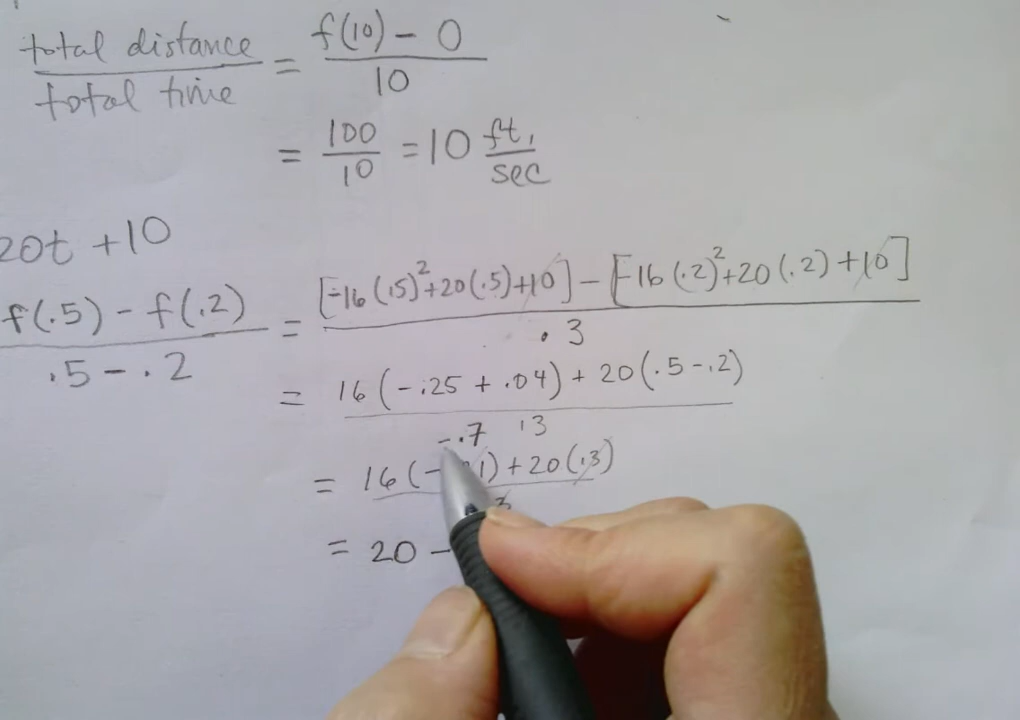 total distance / total time = f(10) - 0 / 10
= 100 / 10 = 10 ft, / sec
20t + 10
f(.5) - f(.2) / .5 - .2 = [-16(.5)²+20(.5)+10] - [-16(.2)²+20(.2)+10] / .3
= 16(-.25 + .04) + 20(.5-.2) / .3
-.7
= 16(- 1) + 20(.3) / 3
= 20 -